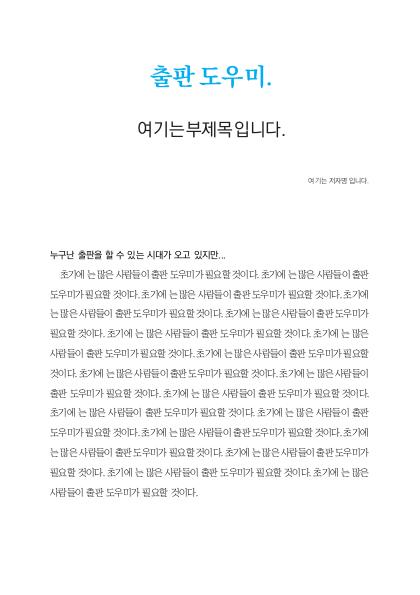 출판 도우미.
여기는부제목입니다.
여기는 저자명 입니다.
누구난 출판을 할 수 있는 시대가 오고 있지만...
초기에 는 많은 사람들이 출판 도우미가 필요할 것이다. 초기에 는 많은 사람들이 출판
도우미가 필요할 것이다. 초기에 는 많은 사람들이 출판 도우미가 필요할 것이다. 초기에
는 많은 사람들이 출판 도우미가 필요할 것이다. 초기에 는 많은 사람들이 출판 도우미가
필요할 것이다. 초기에 는 많은 사람들이 출판 도우미가 필요할 것이다. 초기에 는 많은
사람들이 출판 도우미가 필요할 것이다. 초기에 는 많은 사람들이 출판 도우미가 필요할
것이다. 초기에 는 많은 사람들이 출판 도우미가 필요할 것이다. 초기에 는 많은 사람들이
출판 도우미가 필요할 것이다. 초기에 는 많은 사람들이 출판 도우미가 필요할 것이다.
초기에 는 많은 사람들이 출판 도우미가 필요할 것이다. 초기에 는 많은 사람들이 출판
도우미가 필요할 것이다. 초기에 는 많은 사람들이 출판 도우미가 필요할 것이다. 초기에
는 많은 사람들이 출판 도우미가 필요할 것이다. 초기에 는 많은 사람들이 출판 도우미가
필요할 것이다. 초기에 는 많은 사람들이 출판 도우미가 필요할 것이다. 초기에 는 많은
사람들이 출판 도우미가 필요할 것이다.